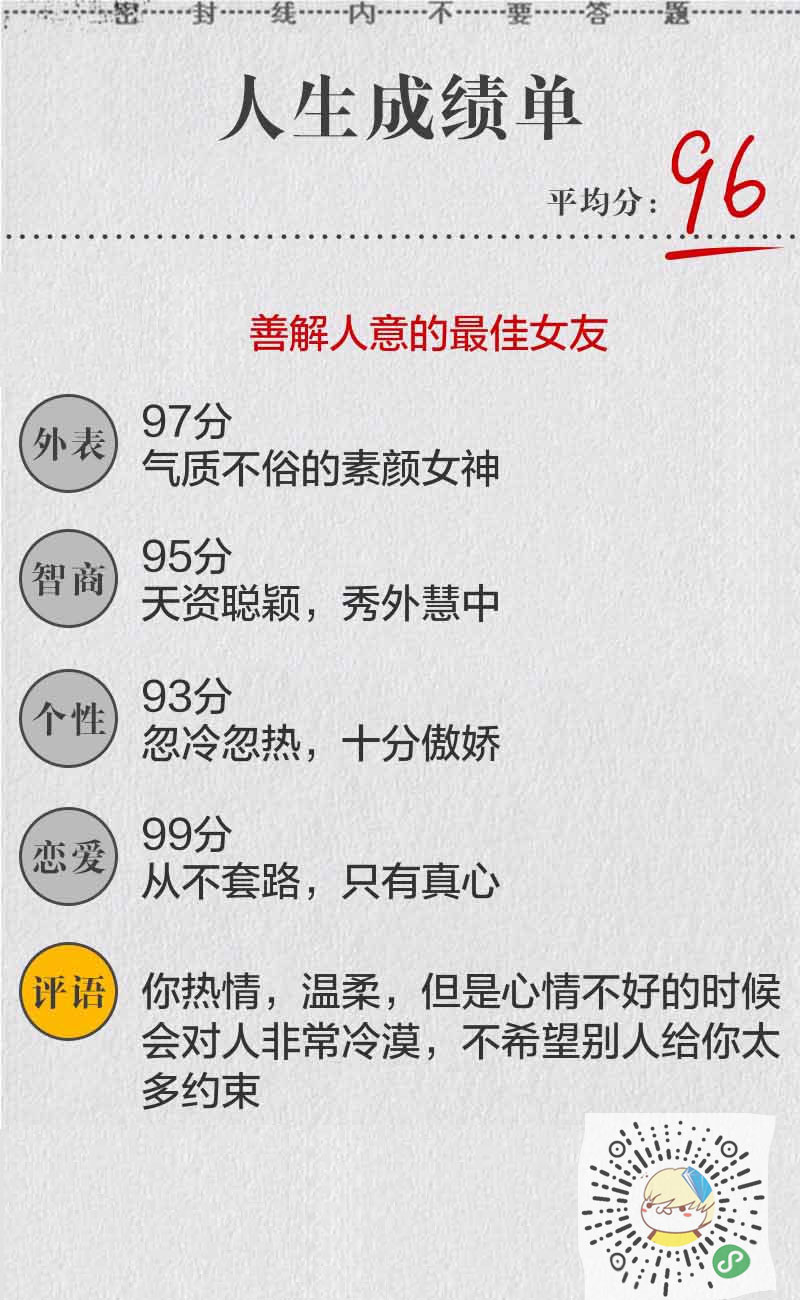 密封线内不要答题
人生成绩单
平均分：96
善解人意的最佳女友
外表
97分
气质不俗的素颜女神
智商
95分
天资聪颖，秀外慧中
个性
93分
忽冷忽热，十分傲娇
恋爱
99分
从不套路，只有真心
评语
你热情，温柔，但是心情不好的时候
会对人非常冷漠，不希望别人给你太
多约束